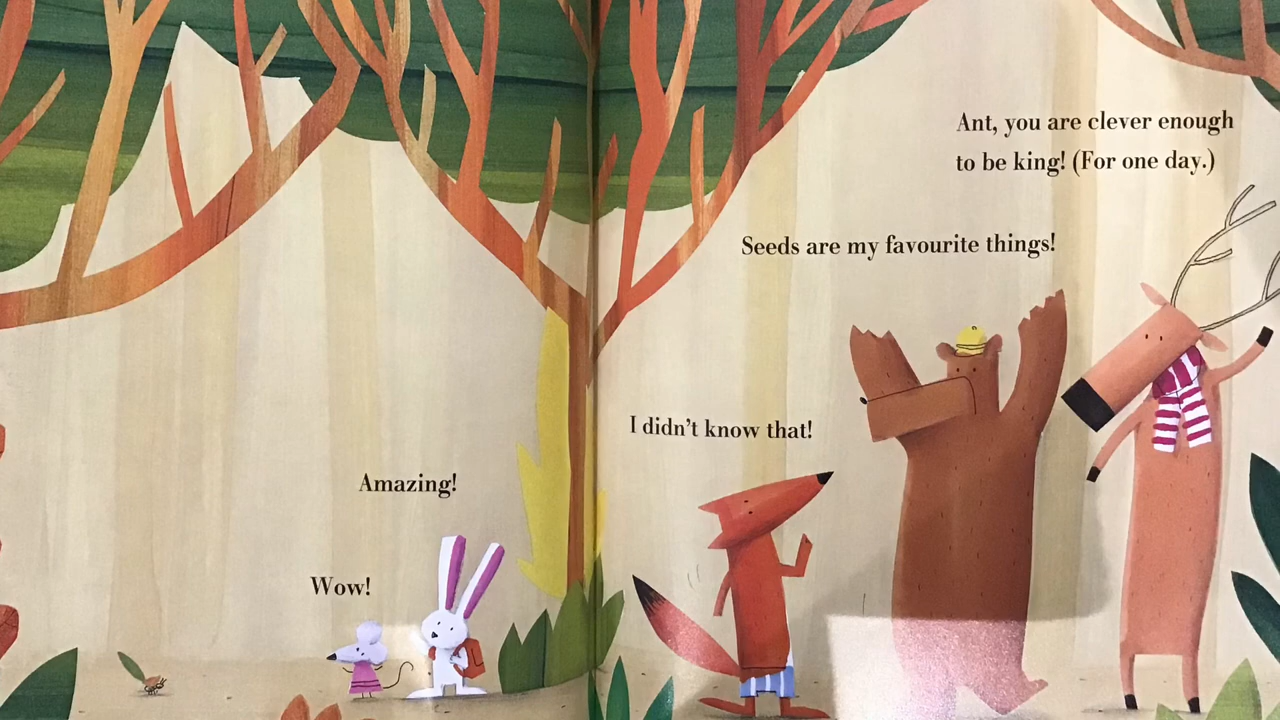 Wow!
Amazing!
I didn't know that!
Seeds are my favourite things!
Ant, you are clever enough
to be king! (For one day.)